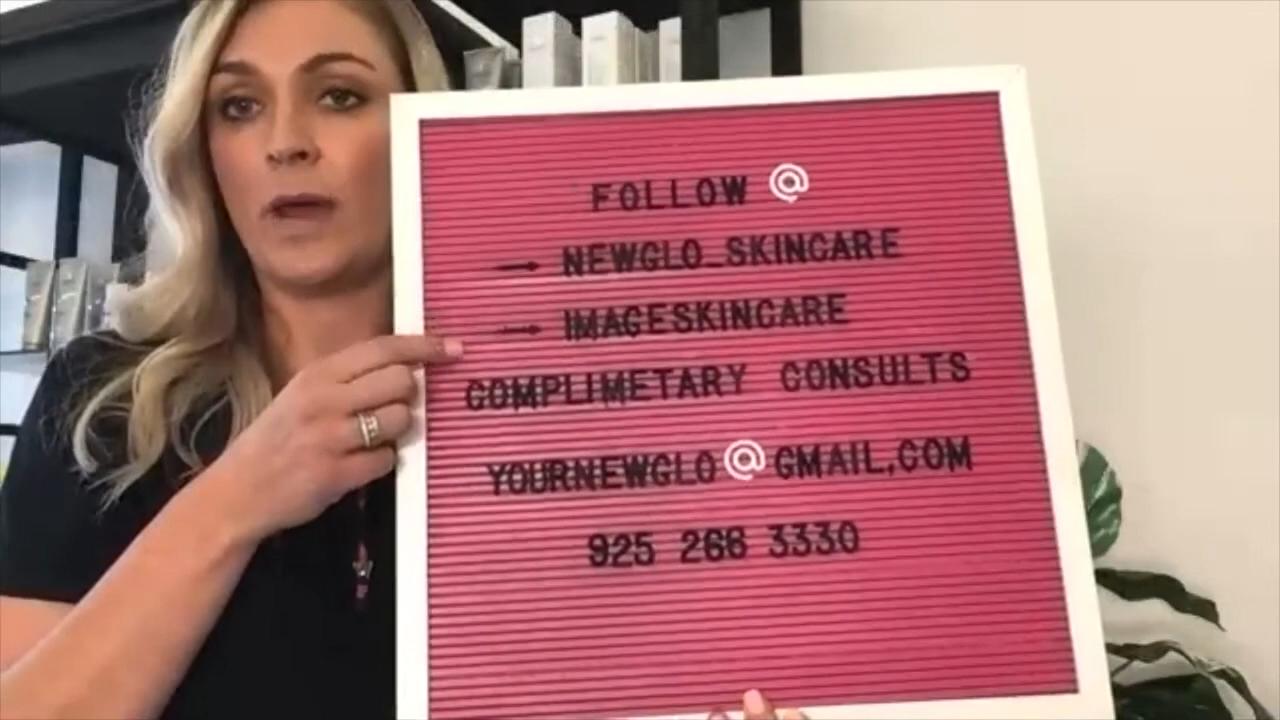 FOLLOW @
NEWGLO_SKINCARE
IMAGESKINCARE
COMPLIMETARY CONSULTS
YOURNEWGLO@GMAIL,COM
925 266 3330